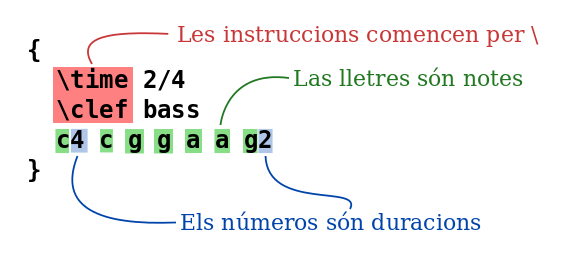 Les instruccions comencen per \
{
\time 2/4
Las lletres són notes
\clef bass
c4 c g g a a g2
}
Els números són duracions